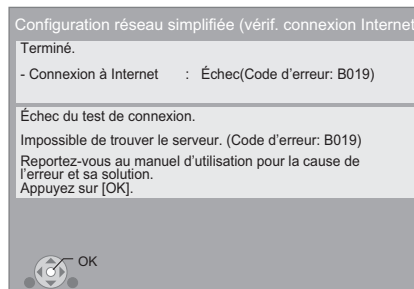 Configuration réseau simplifiée (vérif. connexion Internet
Terminé.
- Connexion à Internet : Échec(Code d'erreur: B019)
Échec du test de connexion.
Impossible de trouver le serveur. (Code d'erreur: B019)
Reportez-vous au manuel d'utilisation pour la cause de
l'erreur et sa solution.
Appuyez sur [OK].
OK